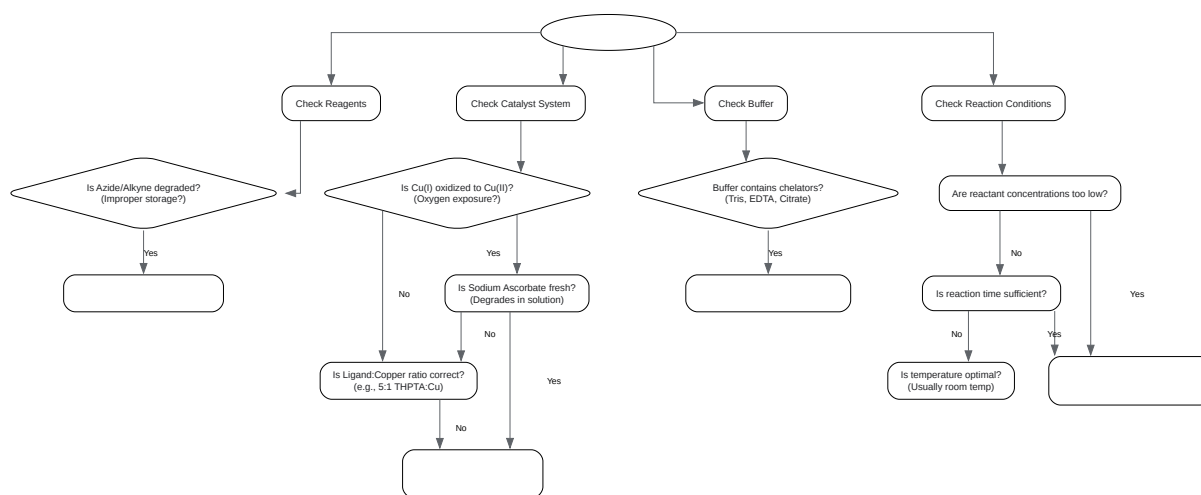 Check Reagents
Check Catalyst System
Check Buffer
Check Reaction Conditions
Is Azide/Alkyne degraded?
(Improper storage?)
Is Cu(I) oxidized to Cu(II)?
(Oxygen exposure?)
Buffer contains chelators?
(Tris, EDTA, Citrate)
Are reactant concentrations too low?
Yes
Yes
Yes
No
Is Sodium Ascorbate fresh?
(Degrades in solution)
Is reaction time sufficient?
No
Yes
No
No
Yes
Is Ligand:Copper ratio correct?
(e.g., 5:1 THPTA:Cu)
Yes
Is temperature optimal?
(Usually room temp)
No